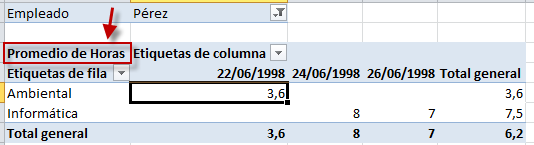 Empleado Pérez
Promedio de Horas Etiquetas de columna
Etiquetas de fila 22/06/1998 24/06/1998 26/06/1998 Total general
Ambiental 3,6 3,6
Informática 8 7 7,5
Total general 3,6 8 7 6,2